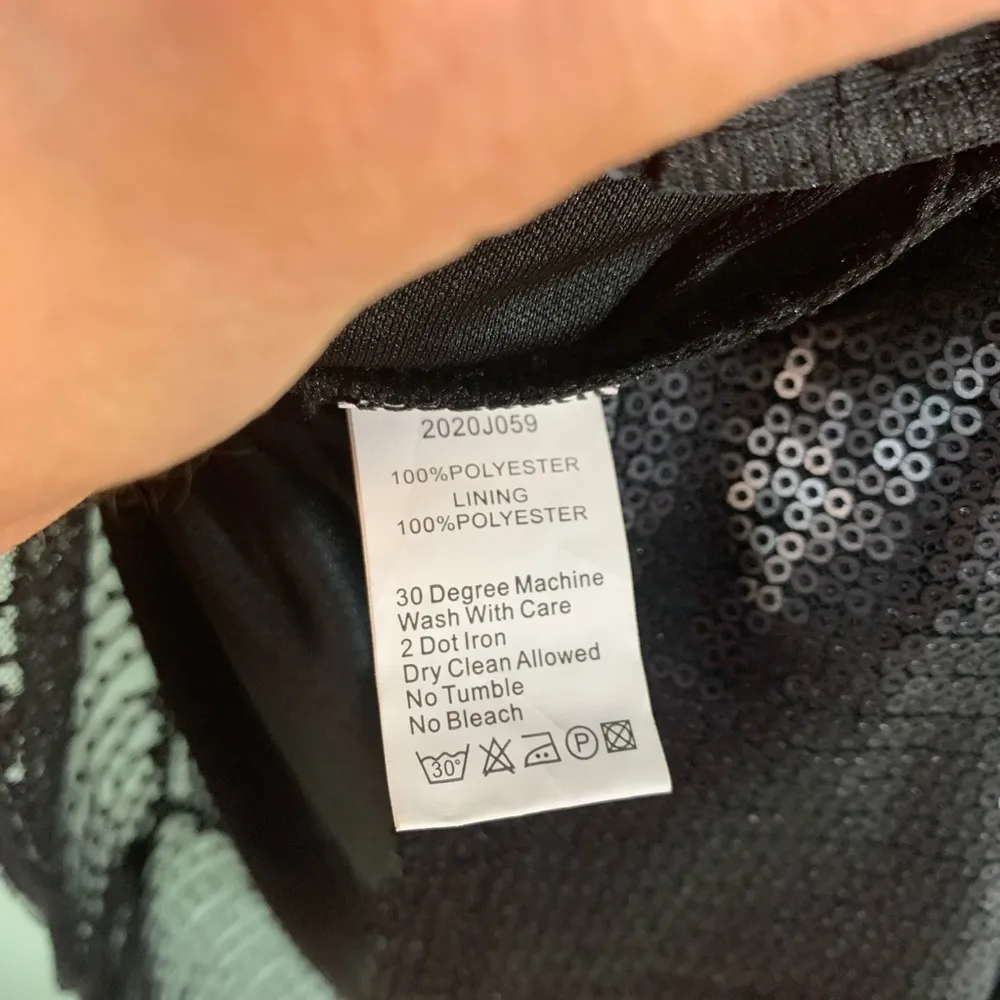 2020J059
100%POLYESTER
LINING
100%POLYESTER
30 Degree Machine
Wash With Care
2 Dot Iron
Dry Clean Allowed
No Tumble
No Bleach
30° P